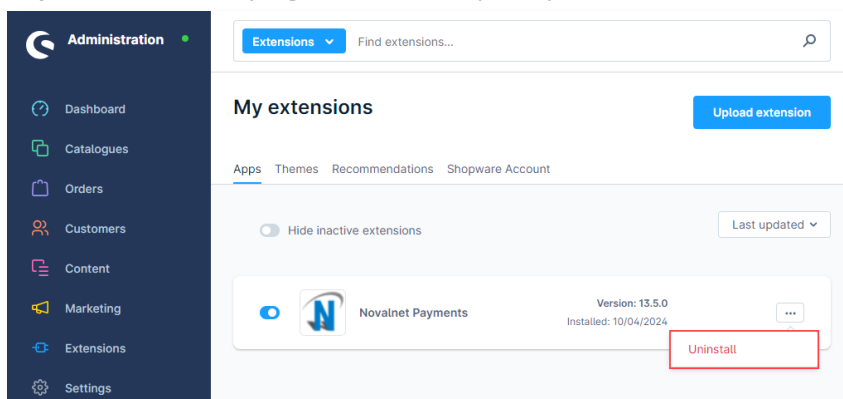 Administration
Extensions
Find extensions...
Dashboard
My extensions
Upload extension
Catalogues
Apps Themes Recommendations Shopware Account
Orders
Customers
Hide inactive extensions
Last updated
Content
Marketing
Novalnet Payments
Version: 13.5.0
Installed: 10/04/2024
Extensions
Uninstall
Settings